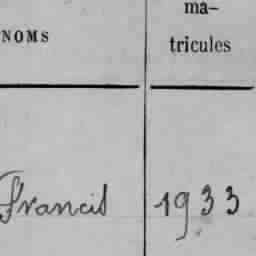 NOMS
ma-
tricules
Francis 1933